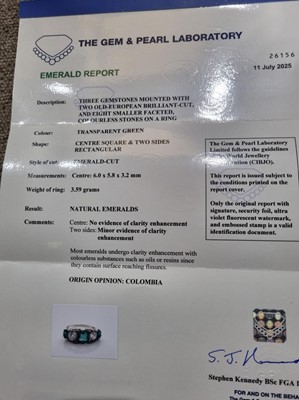 THE GEM & PEARL LABORATORY
26156
11 July 2025
EMERALD REPORT
Description: THREE GEMSTONES MOUNTED WITH
TWO OLD-EUROPEAN BRILLIANT-CUT,
AND EIGHT SMALLER FACETED,
COLOURLESS STONES ON A RING
Colour: TRANSPARENT GREEN
Shape: CENTRE SQUARE & TWO SIDES
RECTANGULAR
Style of cut: EMERALD-CUT
Measurements: Centre: 6.0 x 5.8 x 3.2 mm
Weight of ring: 3.59 grams
Result: NATURAL EMERALDS
Comments: Centre: No evidence of clarity enhancement
Two sides: Minor evidence of clarity
enhancement
Most emeralds undergo clarity enhancement with
colourless substances such as oils or resins since
they contain surface reaching fissures.
ORIGIN OPINION: COLOMBIA
The Gem & Pearl Laboratory
Limited follows the guidelines
World Jewellery
(CIBJO).
This report is issued subject to
the conditions printed on the
report cover.
Only the original report with
signature, security foil, ultra
violet fluorescent watermark,
and embossed stamp is a valid
identification document.
Stephen Kennedy BSc FGA
FOR AND ON THE BEHA